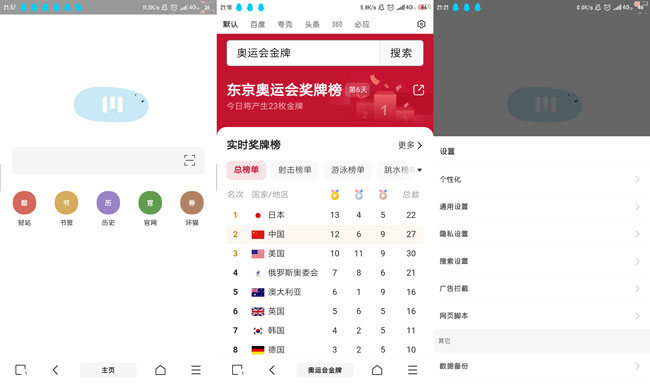 21:57
11.3K/s
4G
轻站
书签
历史
官网
坏猫
酷
书
历
官
券
主页
21:18
5.9K/s
4G
默认 百度 夸克 头条 360 必应
奥运会金牌
搜索
东京奥运会奖牌榜 第6天
今日将产生23枚金牌
实时奖牌榜
更多
总榜单 射击榜单 游泳榜单 跳水榜单
名次 国家/地区 总数
1 日本 13 4 5 22
2 中国 12 6 9 27
3 美国 10 11 9 30
4 俄罗斯奥委会 7 8 6 21
5 澳大利亚 6 1 9 16
6 英国 5 6 5 16
7 韩国 4 2 5 11
8 德国 3 2 5 10
奥运会金牌
21:21
0.0K/s
4G
设置
个性化
通用设置
隐私设置
搜索设置
广告拦截
网页脚本
其它
数据备份